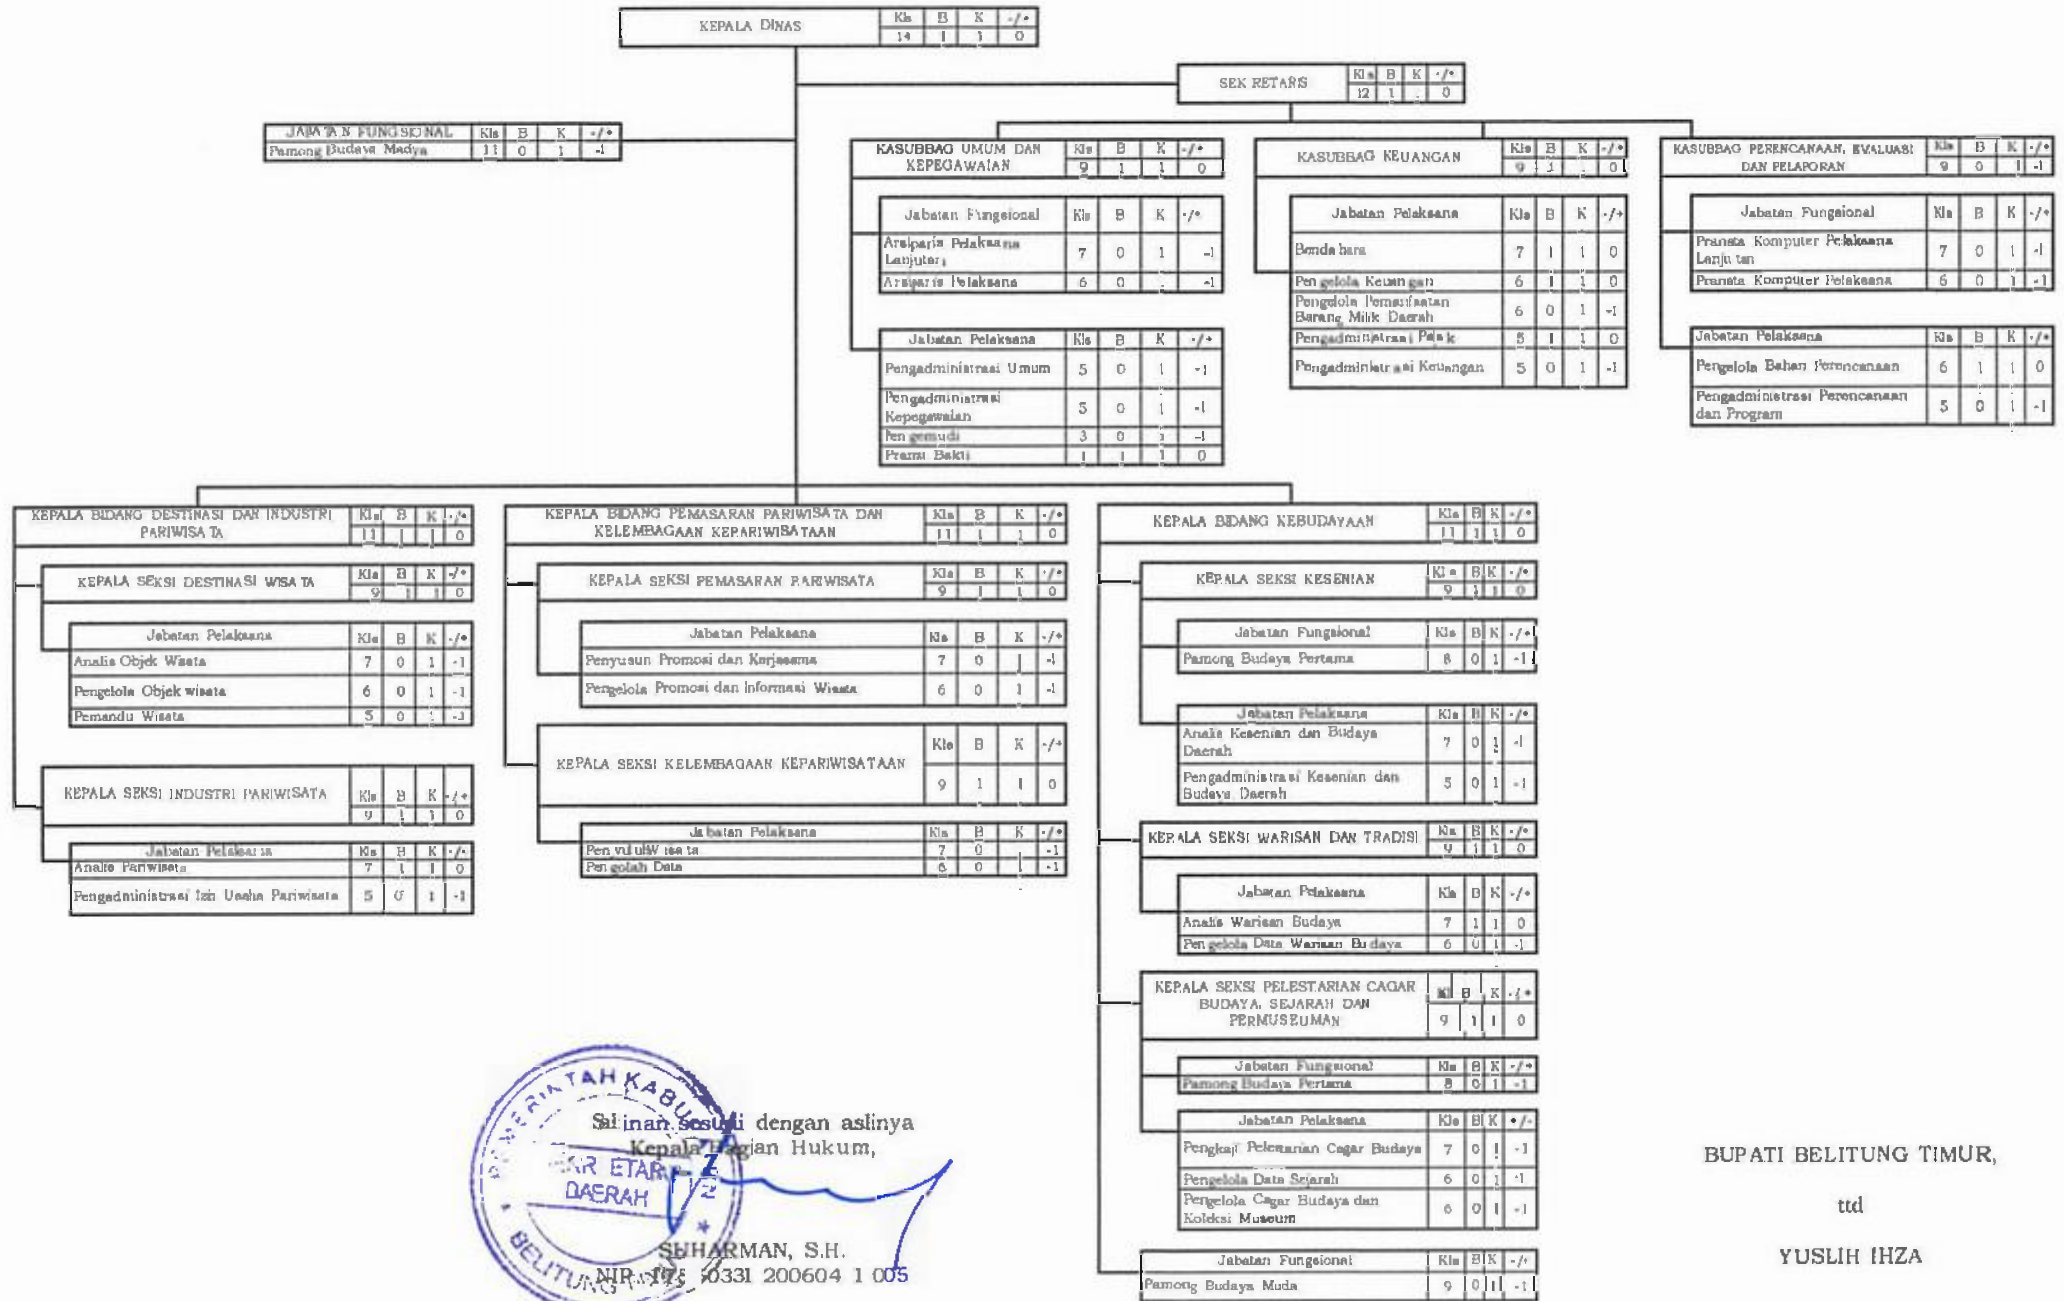 KEPALA DINAS Kls B K -/+
14 1 1 0
SEKRETARIS Kls B K -/+
12 1 0
JABATAN FUNGSIONAL Kls B K -/+
Pamong Budaya Madya 11 0 1 -1
KASUBBAG UMUM DAN KEPEGAWAIAN Kls B K -/+
9 1 1 0
Jabatan Fungsional Kls B K -/+
Arsiparis Pelaksana Lanjutan 7 0 1 -1
Arsiparis Pelaksana 6 0 -1
Jabatan Pelaksana Kls B K -/+
Pengadministrasi Umum 5 0 1 -1
Pengadministrasi Kepegawaian 5 0 1 -1
Pengemudi 3 0 1 -1
Pramu Bakti 1 1 1 0
KASUBBAG KEUANGAN Kls B K -/+
9 1 1 0
Jabatan Pelaksana Kls B K -/+
Bendahara 7 1 1 0
Pengelola Keuangan 6 1 1 0
Pengelola Pemanfaatan Barang Milik Daerah 6 0 1 -1
Pengadministrasi Pajak 5 1 1 0
Pengadministrasi Keuangan 5 0 1 -1
KASUBBAG PERENCANAAN, EVALUASI DAN PELAPORAN Kls B K -/+
9 0 1 -1
Jabatan Fungsional Kls B K -/+
Pranata Komputer Pelaksana Lanjutan 7 0 1 -1
Pranata Komputer Pelaksana 6 0 1 -1
Jabatan Pelaksana Kls B K -/+
Pengelola Bahan Perencanaan 6 1 1 0
Pengadministrasi Perencanaan dan Program 5 0 1 -1
KEPALA BIDANG DESTINASI DAN INDUSTRI PARIWISATA Kls B K -/+
11 1 1 0
KEPALA SEKSI DESTINASI WISATA Kls B K -/+
9 1 1 0
Jabatan Pelaksana Kls B K -/+
Analis Objek Wisata 7 0 1 -1
Pengelola Objek wisata 6 0 1 -1
Pemandu Wisata 5 0 1 -1
KEPALA SEKSI INDUSTRI PARIWISATA Kls B K -/+
9 1 1 0
Jabatan Pelaksana Kls B K -/+
Analis Pariwisata 7 1 1 0
Pengadministrasi Izin Usaha Pariwisata 5 0 1 -1
KEPALA BIDANG PEMASARAN PARIWISATA DAN KELEMBAGAAN KEPARIWISATAAN Kls B K -/+
11 1 1 0
KEPALA SEKSI PEMASARAN PARIWISATA Kls B K -/+
9 1 1 0
Jabatan Pelaksana Kls B K -/+
Penyusun Promosi dan Kerjasama 7 0 1 -1
Pengelola Promosi dan Informasi Wisata 6 0 1 -1
KEPALA SEKSI KELEMBAGAAN KEPARIWISATAAN Kls B K -/+
9 1 1 0
Jabatan Pelaksana Kls B K -/+
Wisata 7 0 -1
Pengolah Data 6 0 1 -1
KEPALA BIDANG KEBUDAYAAN Kls B K -/+
11 1 1 0
KEPALA SEKSI KESENIAN Kls B K -/+
9 1 1 0
Jabatan Fungsional Kls B K -/+
Pamong Budaya Pertama 8 0 1 -1
Jabatan Pelaksana Kls B K -/+
Analis Kesenian dan Budaya Daerah 7 0 1 -1
Pengadministrasi Kesenian dan Budaya Daerah 5 0 1 -1
KEPALA SEKSI WARISAN DAN TRADISI Kls B K -/+
9 1 1 0
Jabatan Pelaksana Kls B K -/+
Analis Warisan Budaya 7 1 1 0
Pengelola Data Warisan Budaya 6 0 1 -1
KEPALA SEKSI PELESTARIAN CAGAR BUDAYA, SEJARAH DAN PERMUSEUMAN Kl B K -/+
9 1 1 0
Jabatan Fungsional Kls B K -/+
Pamong Budaya Pertama 8 0 1 -1
Jabatan Pelaksana Kls B K +/-
Pengkaji Pelestarian Cagar Budaya 7 0 1 -1
Pengelola Data Sejarah 6 0 1 -1
Pengelola Cagar Budaya dan Koleksi Museum 6 0 1 -1
Jabatan Fungsional Kls B K -/+
Pamong Budaya Muda 9 0 1 -1
PEMERINTAH KABUPATEN
DAERAH
BELITUNG
Salinan sesuai dengan aslinya
Kepala Bagian Hukum,
SUHARMAN, S.H.
NIP. 0331 200604 1 005
BUPATI BELITUNG TIMUR,
ttd
YUSLIH IHZA